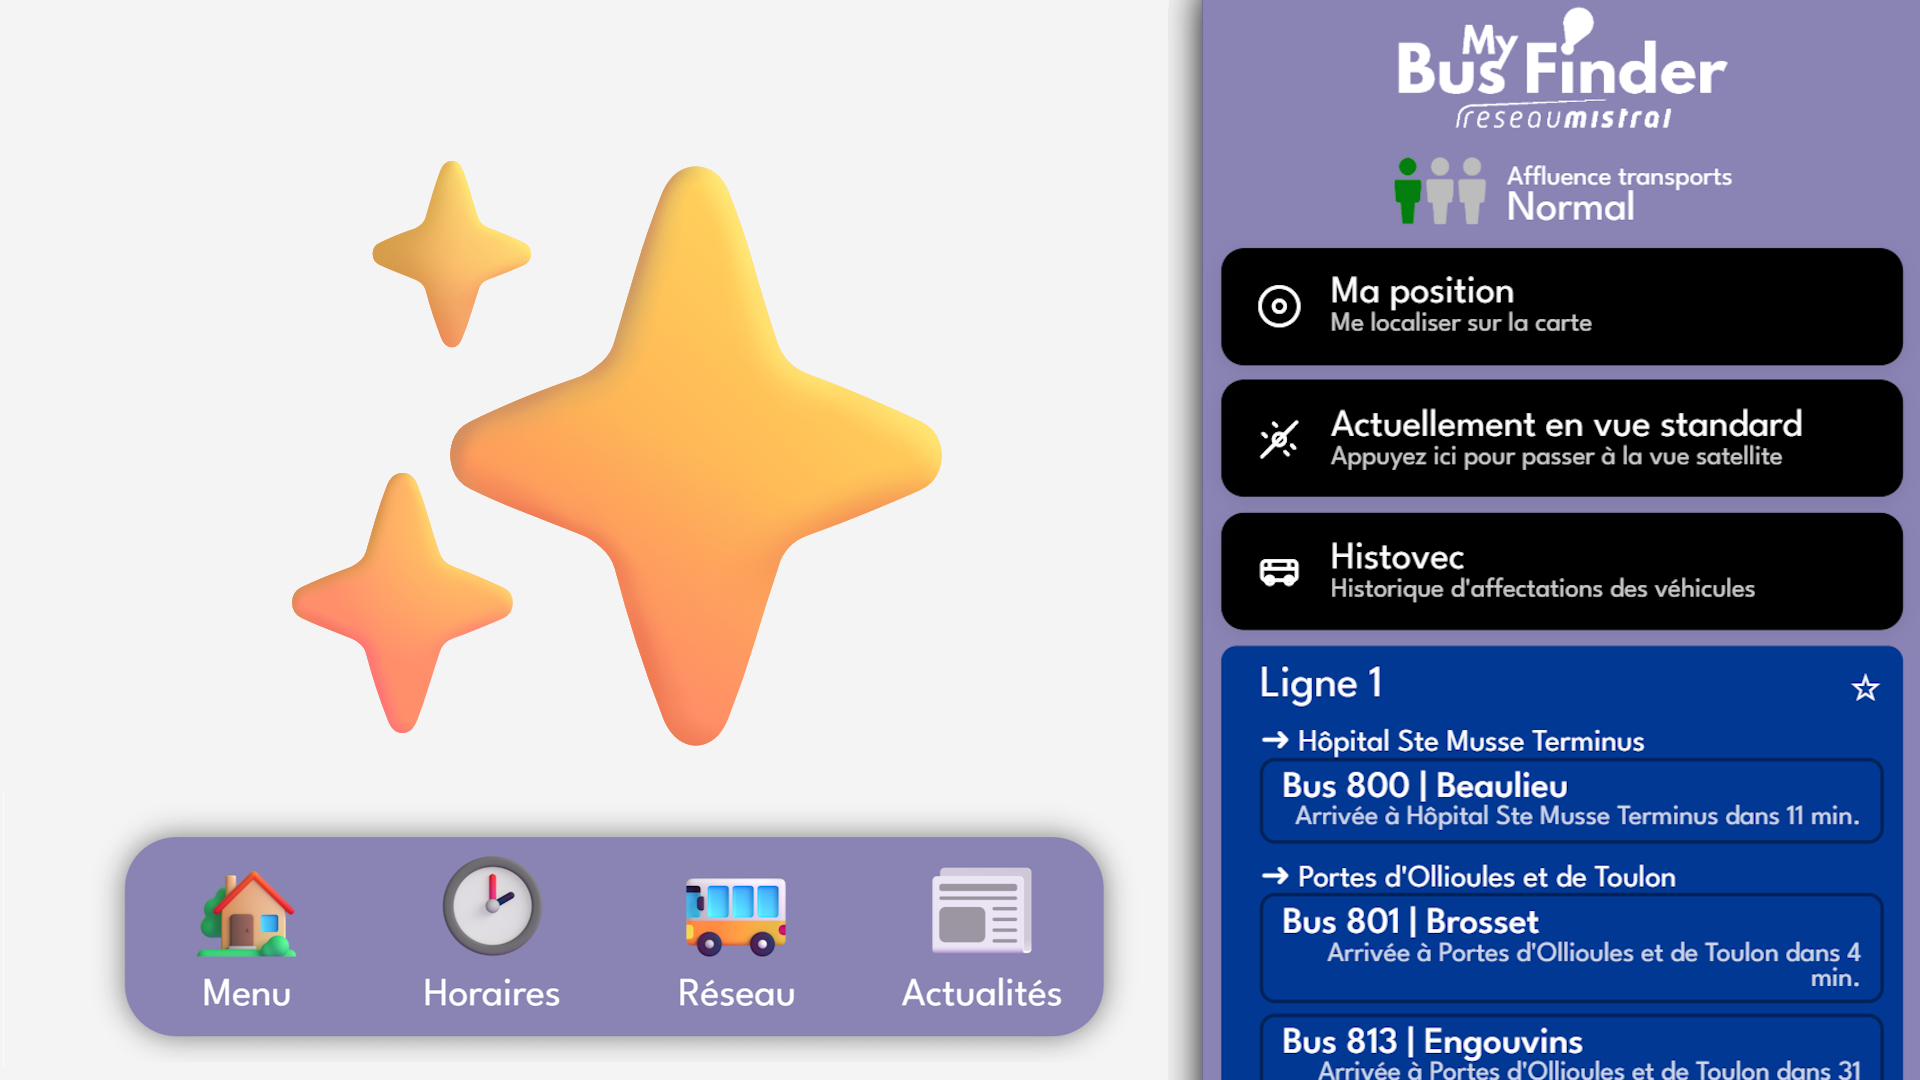 My
Bus Finder
reseaumistral
Affluence transports
Normal
Ma position
Me localiser sur la carte
Actuellement en vue standard
Appuyez ici pour passer à la vue satellite
Histovec
Historique d'affectations des véhicules
Ligne 1
→ Hôpital Ste Musse Terminus
Bus 800 | Beaulieu
Arrivée à Hôpital Ste Musse Terminus dans 11 min.
→ Portes d'Ollioules et de Toulon
Bus 801 | Brosset
Arrivée à Portes d'Ollioules et de Toulon dans 4
min.
Bus 813 | Engouvins
Arrivée à Portes d'Ollioules et de Toulon dans 31
Menu
Horaires
Réseau
Actualités